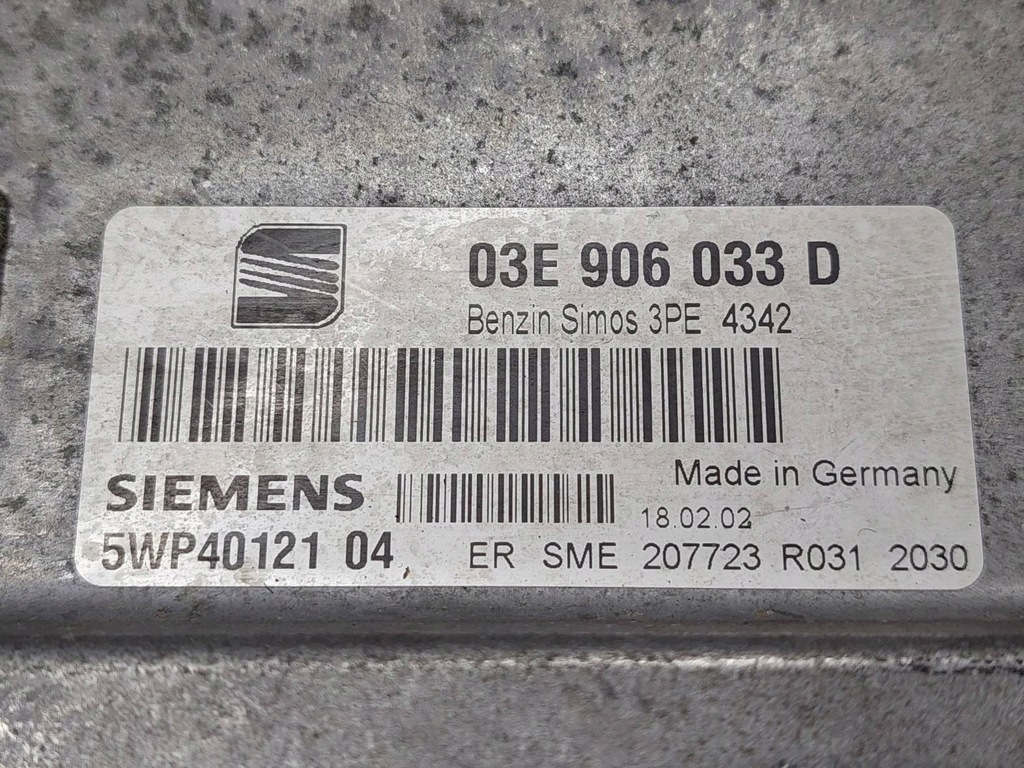 03E 906 033 D
Benzin Simos 3PE 4342
Made in Germany
SIEMENS
18.02.02
5WP40121 04
ER SME 207723 R031 2030